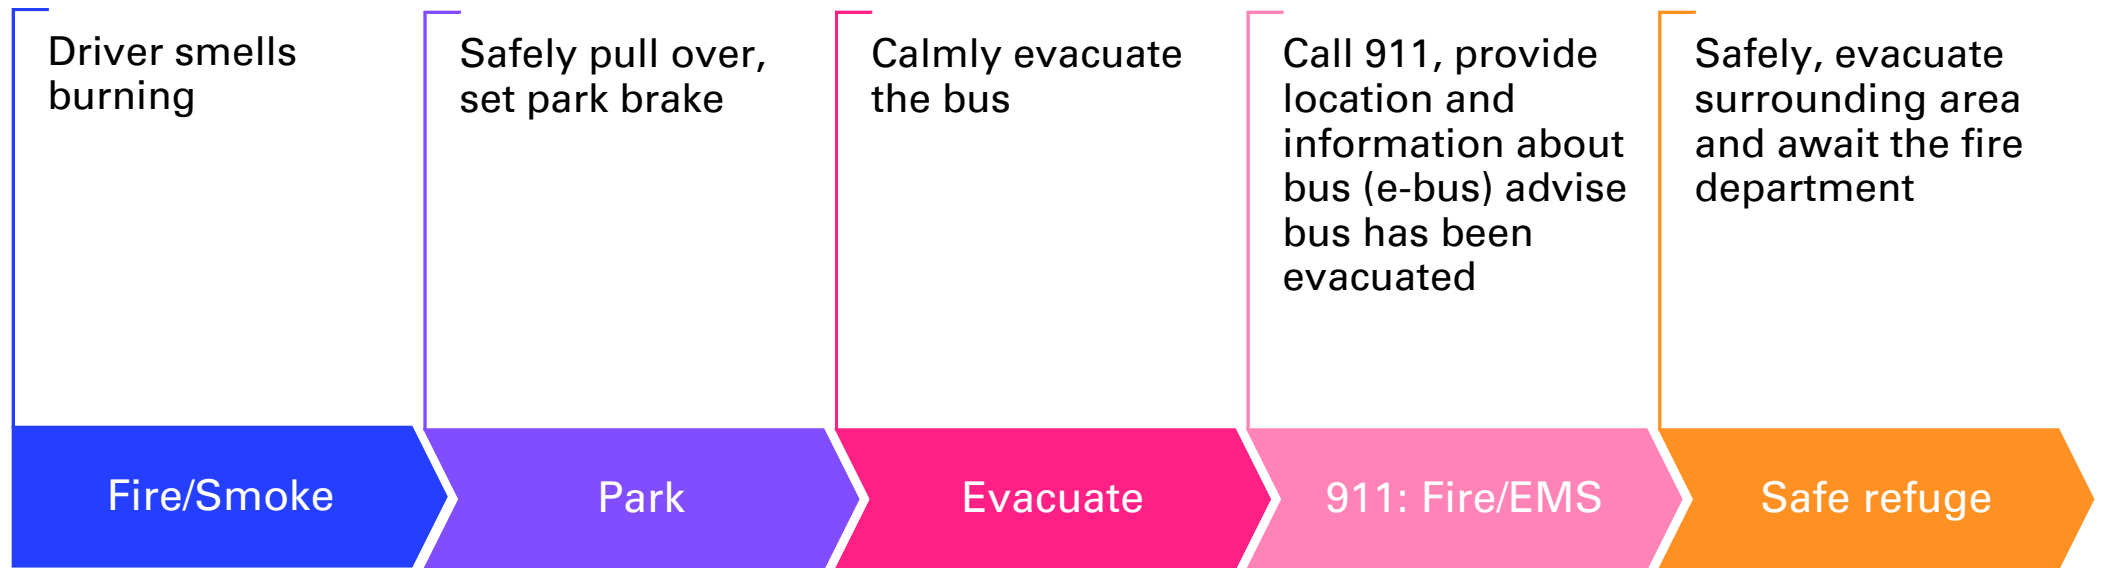 Driver smells
burning
Safely pull over,
set park brake
Calmly evacuate
the bus
Call 911, provide
location and
information about
bus (e-bus) advise
bus has been
evacuated
Safely, evacuate
surrounding area
and await the fire
department
Fire/Smoke
Park
Evacuate
911: Fire/EMS
Safe refuge